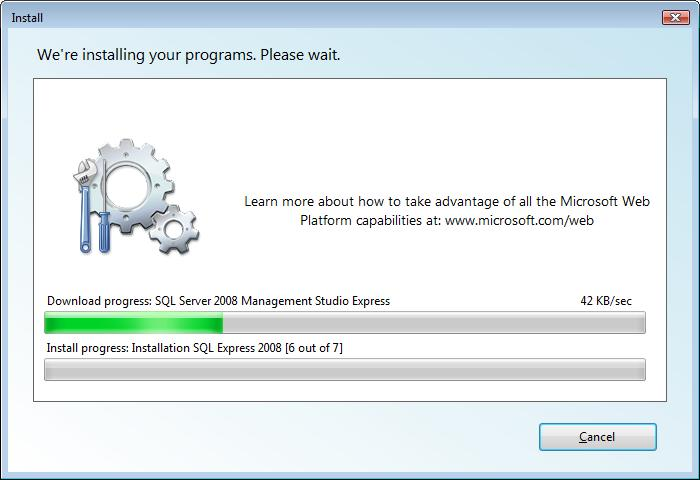 Install
We're installing your programs. Please wait.
Learn more about how to take advantage of all the Microsoft Web
Platform capabilities at: www.microsoft.com/web
Download progress: SQL Server 2008 Management Studio Express 42 KB/sec
Install progress: Installation SQL Express 2008 [6 out of 7]
Cancel